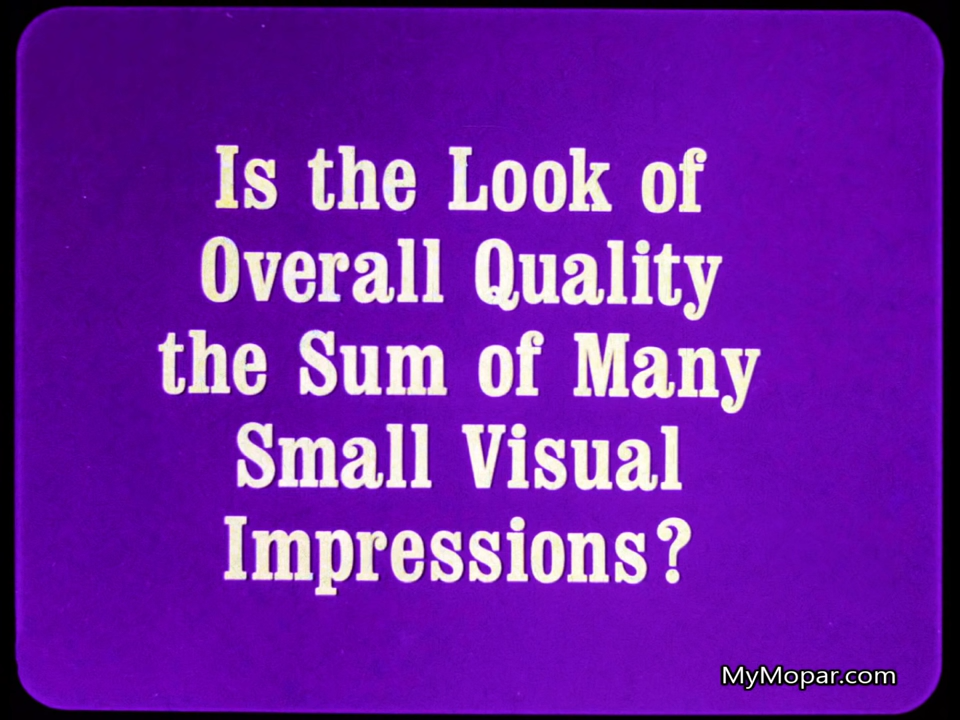 Is the Look of
Overall Quality
the Sum of Many
Small Visual
Impressions?
MyMopar.com